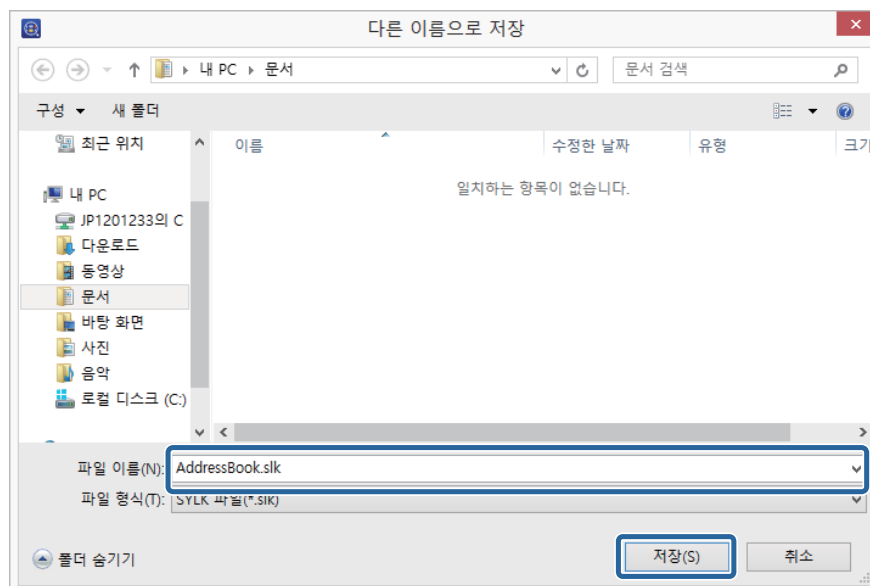 다른 이름으로 저장
내 PC 문서
문서 검색
구성 새 폴더
이름 수정한 날짜 유형 크기
일치하는 항목이 없습니다.
최근 위치
내 PC
JP1201233의 C
다운로드
동영상
문서
바탕 화면
사진
음악
로컬 디스크 (C:)
파일 이름(N): AddressBook.slk
파일 형식(T): SYLK 파일(*.slk)
폴더 숨기기
저장(S) 취소